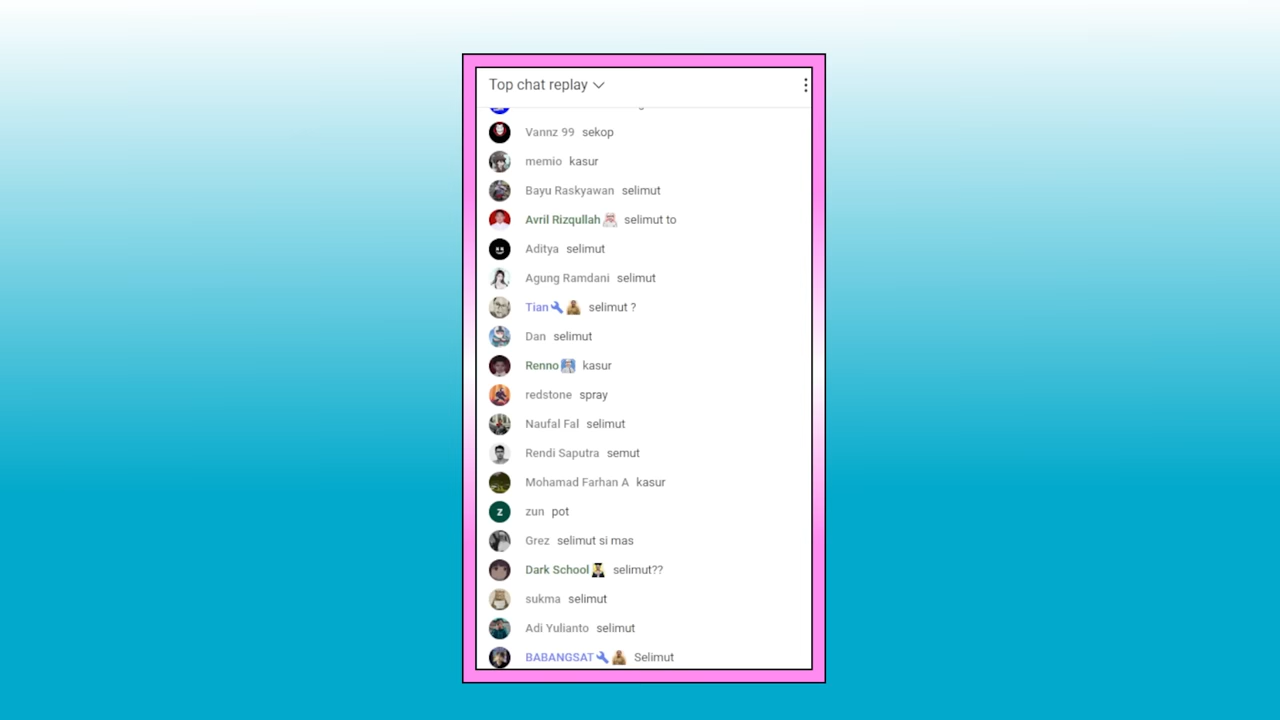 Top chat replay
Vannz 99 sekop
memio kasur
Bayu Raskyawan selimut
Avril Rizqullah selimut to
Aditya selimut
Agung Ramdani selimut
Tian selimut ?
Dan selimut
Renno kasur
redstone spray
Naufal Fal selimut
Rendi Saputra semut
Mohamad Farhan A kasur
z zun pot
Grez selimut si mas
Dark School selimut??
sukma selimut
Adi Yulianto selimut
BABANGSAT Selimut